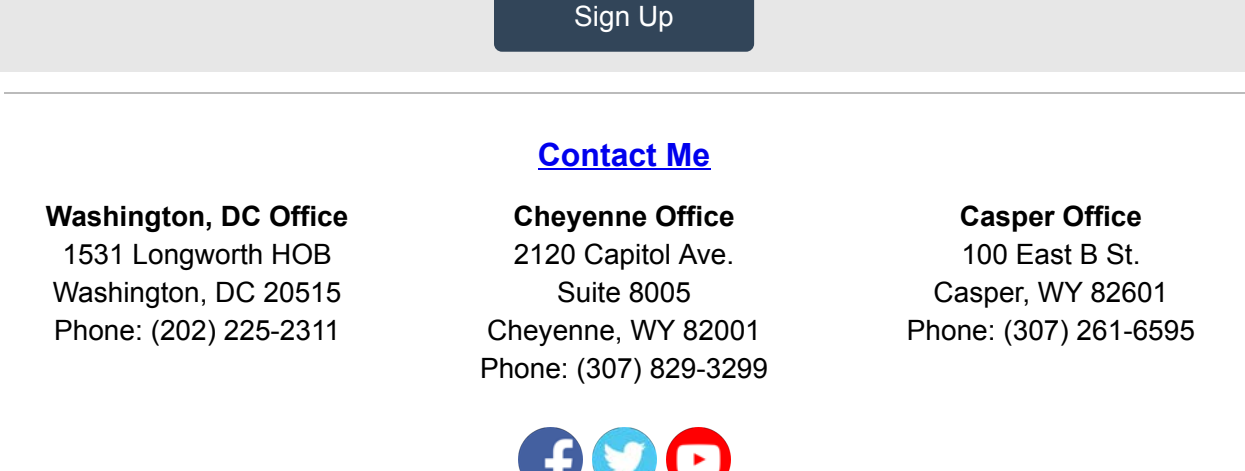 Sign Up
Contact Me
Washington, DC Office
1531 Longworth HOB
Washington, DC 20515
Phone: (202) 225-2311
Cheyenne Office
2120 Capitol Ave.
Suite 8005
Cheyenne, WY 82001
Phone: (307) 829-3299
Casper Office
100 East B St.
Casper, WY 82601
Phone: (307) 261-6595